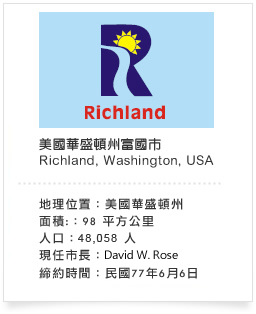 R
Richland
美國華盛頓州富國市
Richland, Washington, USA
地理位置：美國華盛頓州
面積:：98 平方公里
人口：48,058 人
現任市長：David W. Rose
締約時間：民國77年6月6日